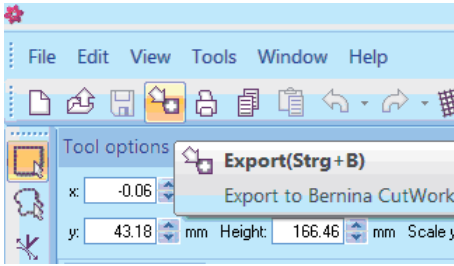 File Edit View Tools Window Help
Tool options
Export(Strg+B)
x: -0.06
Export to Bernina CutWork
y: 43.18 mm Height: 166.46 mm Scale y